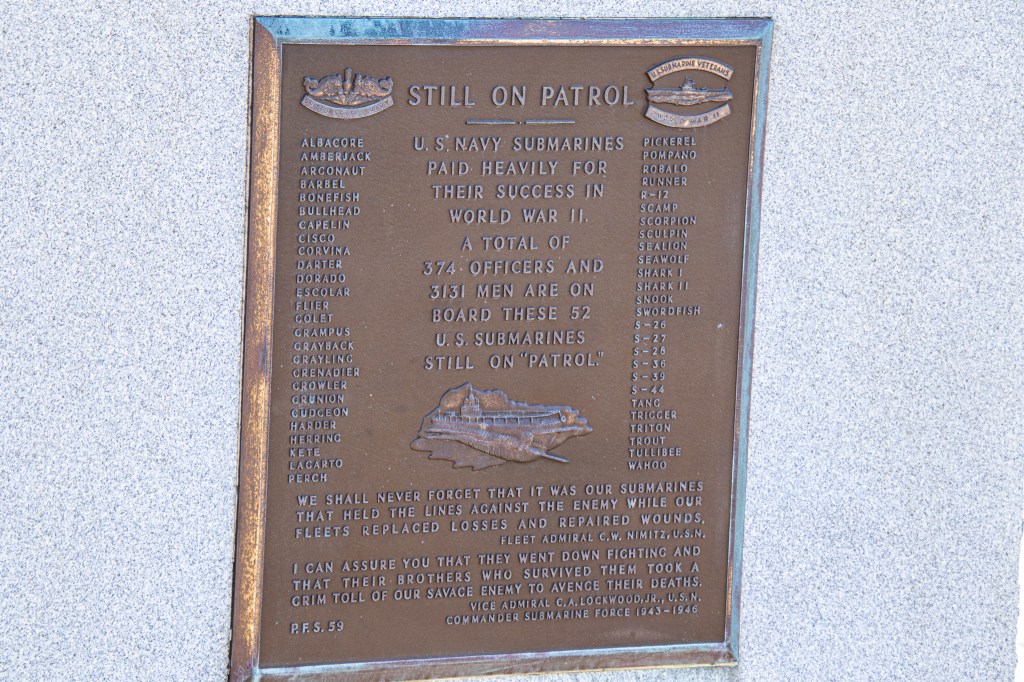 STILL ON PATROL
U.S. SUBMARINE VETERANS
WORLD WAR II
ALBACORE
AMBERJACK
ARGONAUT
BARBEL
BONEFISH
BULLHEAD
CAPELIN
CISCO
CORVINA
DARTER
DORADO
ESCOLAR
FLIER
GOLET
GRAMPUS
GRAYBACK
GRAYLING
GRENADIER
GROWLER
GRUNION
GUDGEON
HARDER
HERRING
KETE
LAGARTO
PERCH
U. S. NAVY SUBMARINES
PAID HEAVILY FOR
THEIR SUCCESS IN
WORLD WAR II.
A TOTAL OF
374 OFFICERS AND
3131 MEN ARE ON
BOARD THESE 52
U. S. SUBMARINES
STILL ON "PATROL."
PICKEREL
POMPANO
ROBALO
RUNNER
R-12
SCAMP
SCORPION
SCULPIN
SEALION
SEAWOLF
SHARK I
SHARK II
SNOOK
SWORDFISH
S-26
S-27
S-28
S-36
S-39
S-44
TANG
TRIGGER
TRITON
TROUT
TULLIBEE
WAHOO
WE SHALL NEVER FORGET THAT IT WAS OUR SUBMARINES
THAT HELD THE LINES AGAINST THE ENEMY WHILE OUR
FLEETS REPLACED LOSSES AND REPAIRED WOUNDS,
FLEET ADMIRAL C.W. NIMITZ, U.S.N.
I CAN ASSURE YOU THAT THEY WENT DOWN FIGHTING AND
THAT THEIR BROTHERS WHO SURVIVED THEM TOOK A
GRIM TOLL OF OUR SAVAGE ENEMY TO AVENGE THEIR DEATHS.
VICE ADMIRAL C.A. LOCKWOOD, JR., U.S.N.
COMMANDER SUBMARINE FORCE 1943-1946
P.F.S. 59